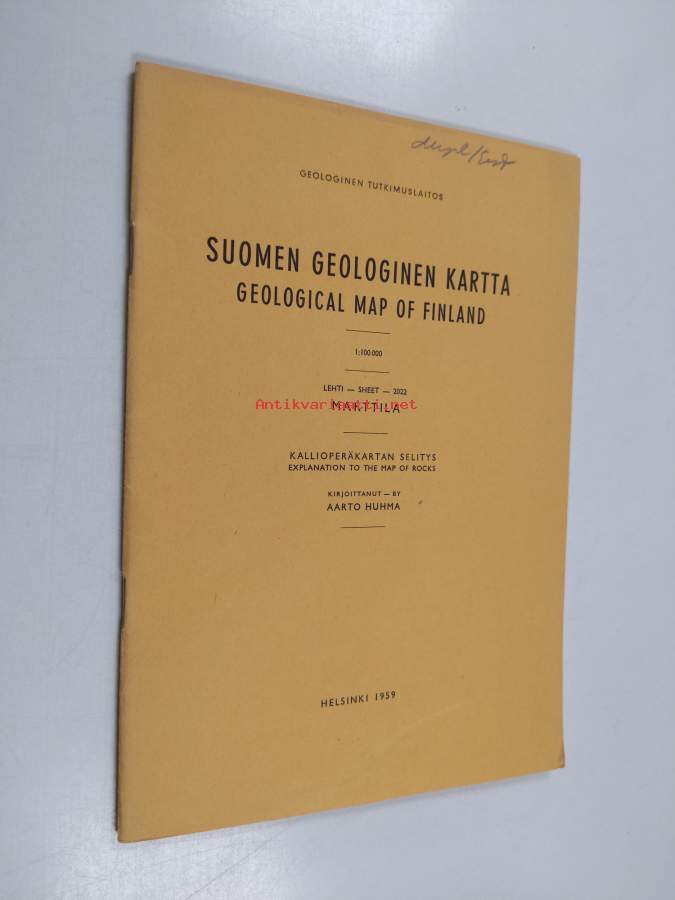 GEOLOGINEN TUTKIMUSLAITOS
SUOMEN GEOLOGINEN KARTTA
GEOLOGICAL MAP OF FINLAND
1:100 000
LEHTI — SHEET — 2022
Antikvariaatti.net
MARTTILA
KALLIOPERÄKARTAN SELITYS
EXPLANATION TO THE MAP OF ROCKS
KIRJOITTANUT — BY
AARTO HUHMA
HELSINKI 1959